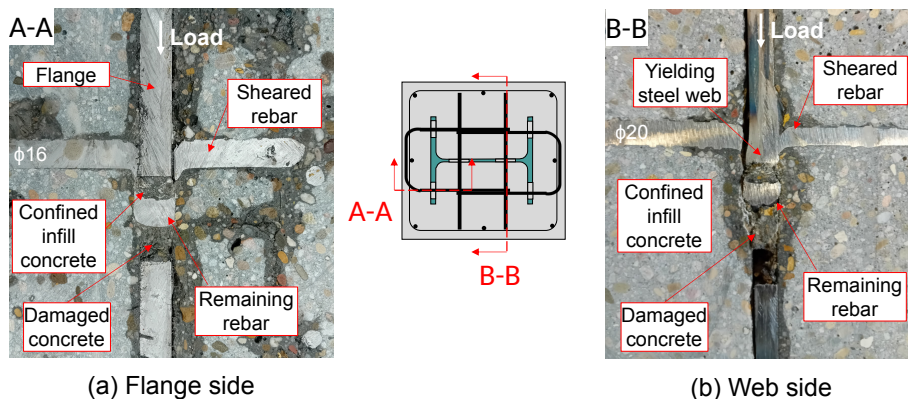 A-A
Load
Flange
Sheared
rebar
ϕ16
Confined
infill
concrete
Damaged
concrete
Remaining
rebar
(a) Flange side
A-A
B-B
B-B
Load
Yielding
steel web
Sheared
rebar
ϕ20
Confined
infill
concrete
Damaged
concrete
Remaining
rebar
(b) Web side